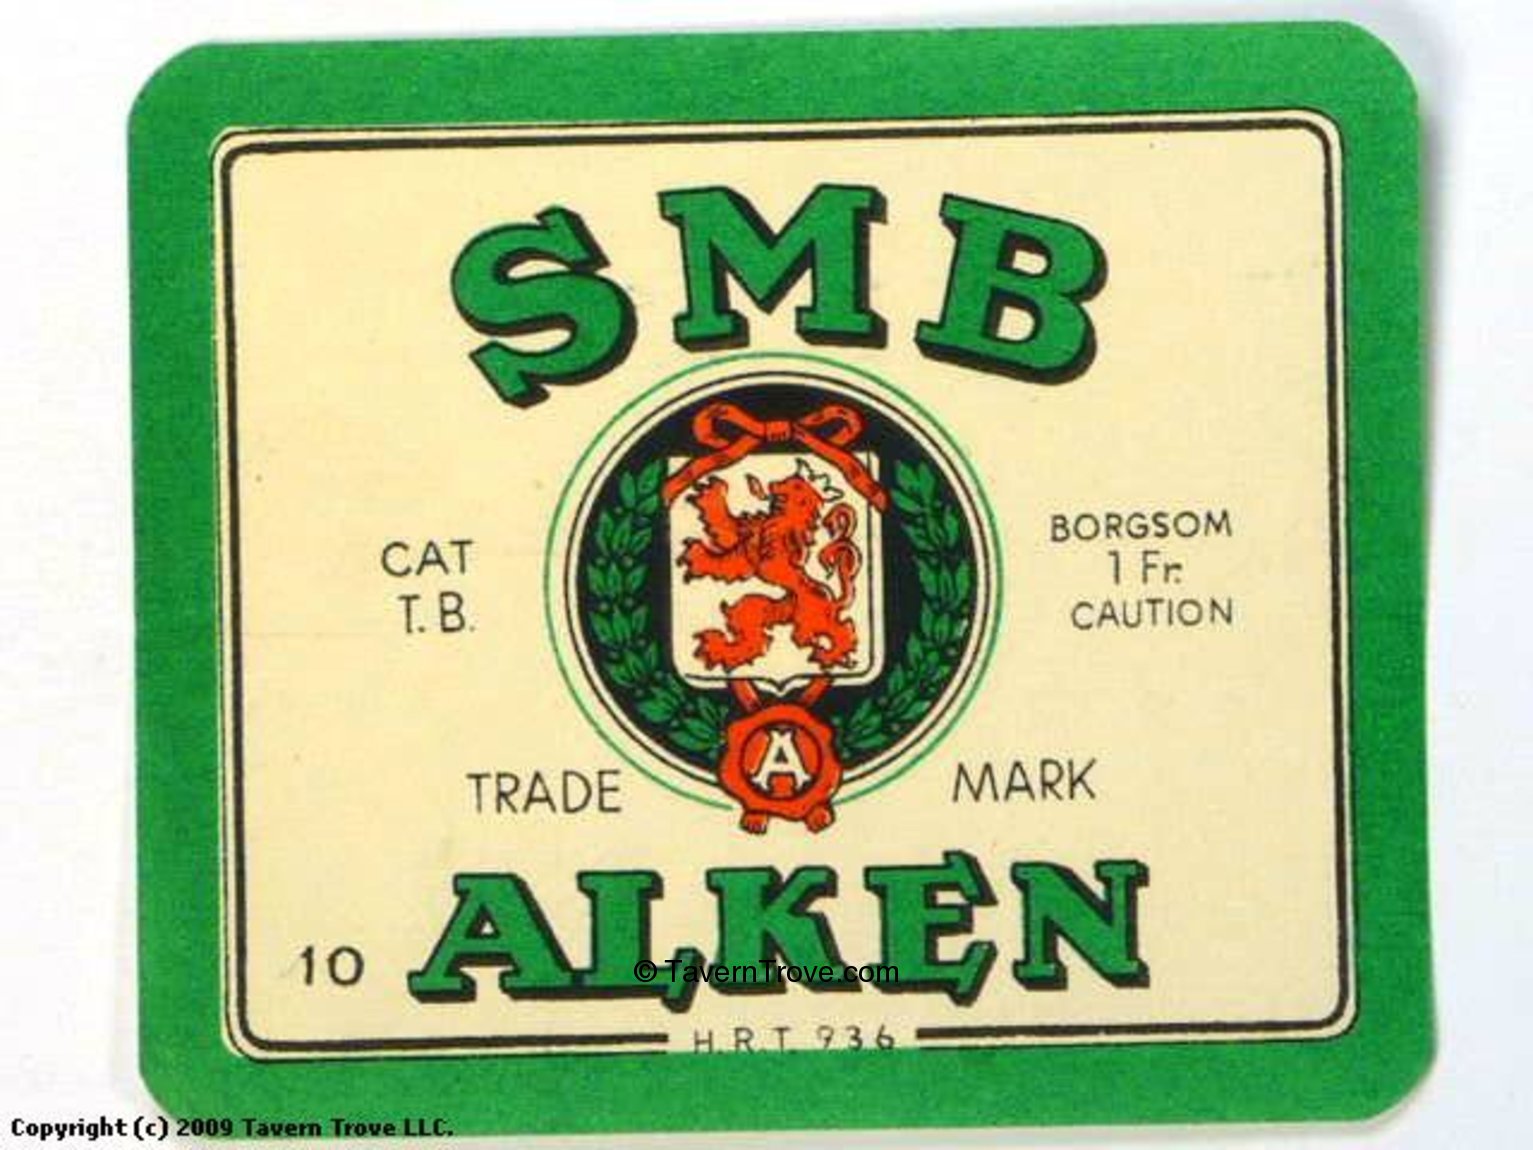 SMB
CAT
T.B.
BORGSOM
1 Fr.
CAUTION
A
TRADE MARK
10 ALKEN
© TavernTrove.com
H.R.T. 936
Copyright (c) 2009 Tavern Trove LLC.